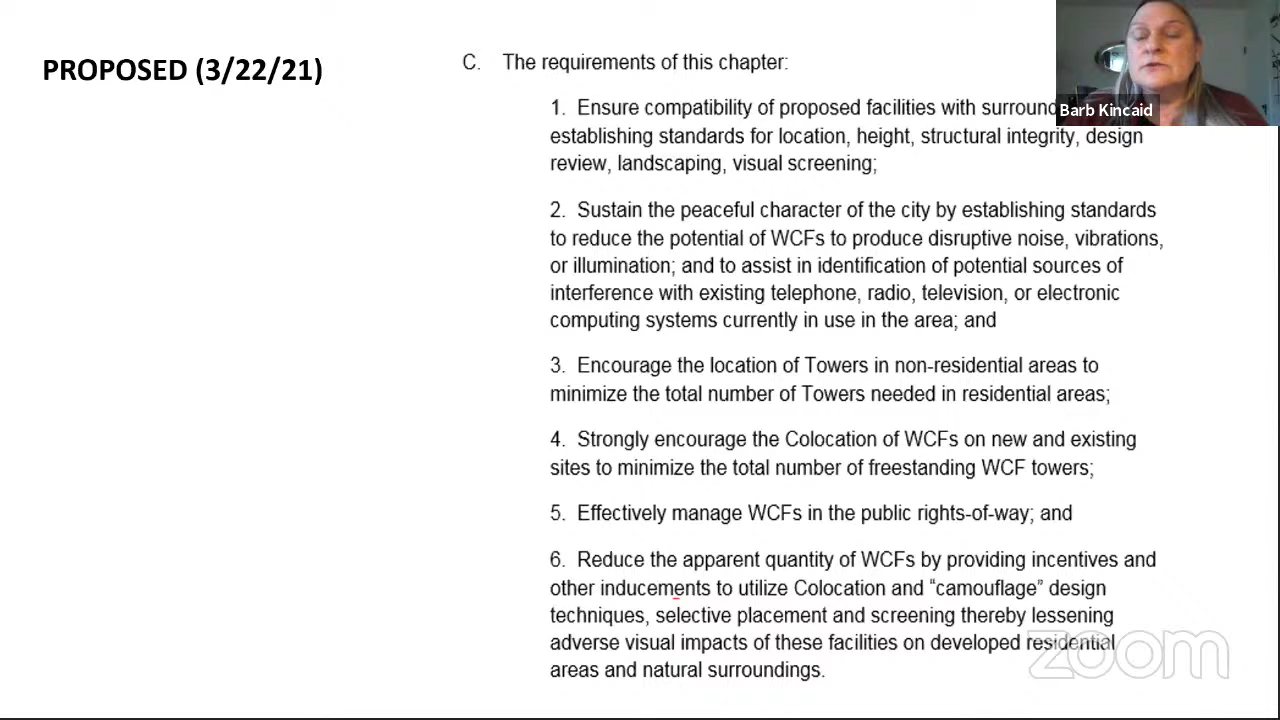 PROPOSED (3/22/21)
C. The requirements of this chapter:
1. Ensure compatibility of proposed facilities with
establishing standards for location, height, structural integrity, design
review, landscaping, visual screening;
2. Sustain the peaceful character of the city by establishing standards
to reduce the potential of WCFs to produce disruptive noise, vibrations,
or illumination; and to assist in identification of potential sources of
interference with existing telephone, radio, television, or electronic
computing systems currently in use in the area; and
3. Encourage the location of Towers in non-residential areas to
minimize the total number of Towers needed in residential areas;
4. Strongly encourage the Colocation of WCFs on new and existing
sites to minimize the total number of freestanding WCF towers;
5. Effectively manage WCFs in the public rights-of-way; and
6. Reduce the apparent quantity of WCFs by providing incentives and
other inducements to utilize Colocation and “camouflage” design
techniques, selective placement and screening thereby lessening
adverse visual impacts of these facilities on developed residential
areas and natural surroundings.
Barb Kincaid
zoom